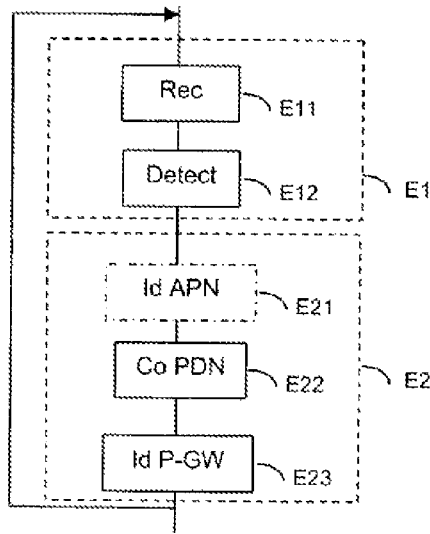 Rec
E11
Detect
E12
E1
Id APN
E21
Co PDN
E22
E2
Id P-GW
E23